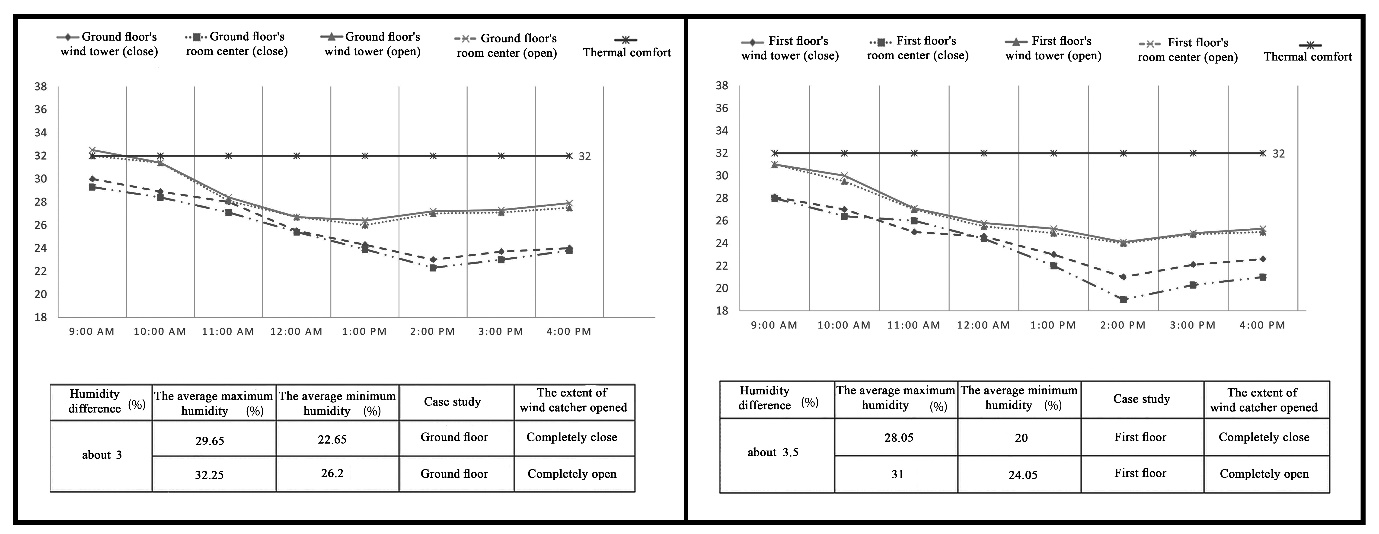 Ground floor's wind tower (close)
Ground floor's room center (close)
Ground floor's wind tower (open)
Ground floor's room center (open)
Thermal comfort
38
36
34
32
30
28
26
24
22
20
18
32
9:00 AM 10:00 AM 11:00 AM 12:00 AM 1:00 PM 2:00 PM 3:00 PM 4:00 PM
Humidity difference (%)
The average maximum humidity (%)
The average minimum humidity (%)
Case study
The extent of wind catcher opened
about 3
29.65 22.65 Ground floor Completely close
32.25 26.2 Ground floor Completely open
First floor's wind tower (close)
First floor's room center (close)
First floor's wind tower (open)
First floor's room center (open)
Thermal comfort
38
36
34
32
30
28
26
24
22
20
18
32
9:00 AM 10:00 AM 11:00 AM 12:00 AM 1:00 PM 2:00 PM 3:00 PM 4:00 PM
Humidity difference (%)
The average maximum humidity (%)
The average minimum humidity (%)
Case study
The extent of wind catcher opened
about 3.5
28.05 20 First floor Completely close
31 24.05 First floor Completely open